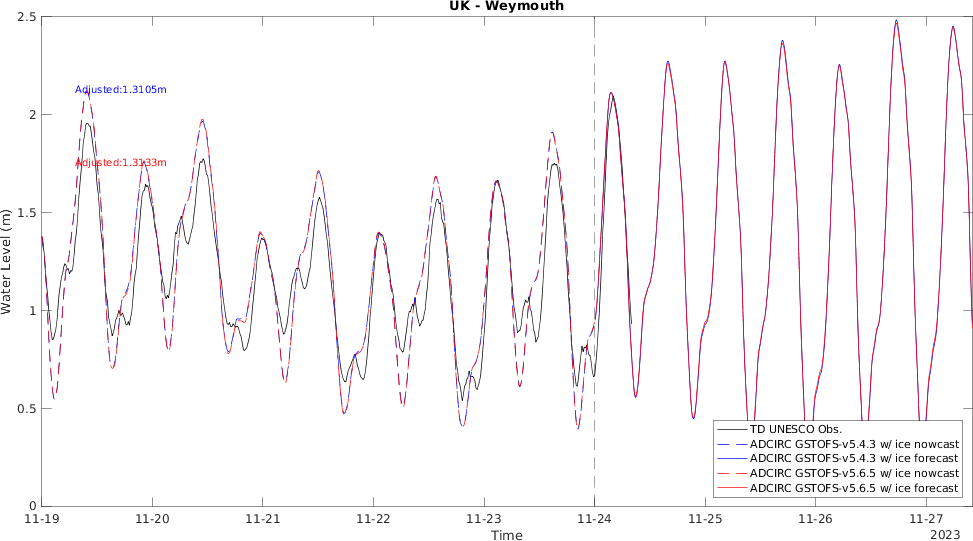 UK - Weymouth
2.5
2
1.5
1
0.5
0
Water Level (m)
Adjusted:1.3105m
Adjusted:1.3133m
TD UNESCO Obs.
ADCIRC GSTOFS-v5.4.3 w/ ice nowcast
ADCIRC GSTOFS-v5.4.3 w/ ice forecast
ADCIRC GSTOFS-v5.6.5 w/ ice nowcast
ADCIRC GSTOFS-v5.6.5 w/ ice forecast
11-19 11-20 11-21 11-22 11-23 11-24 11-25 11-26 11-27
Time
2023